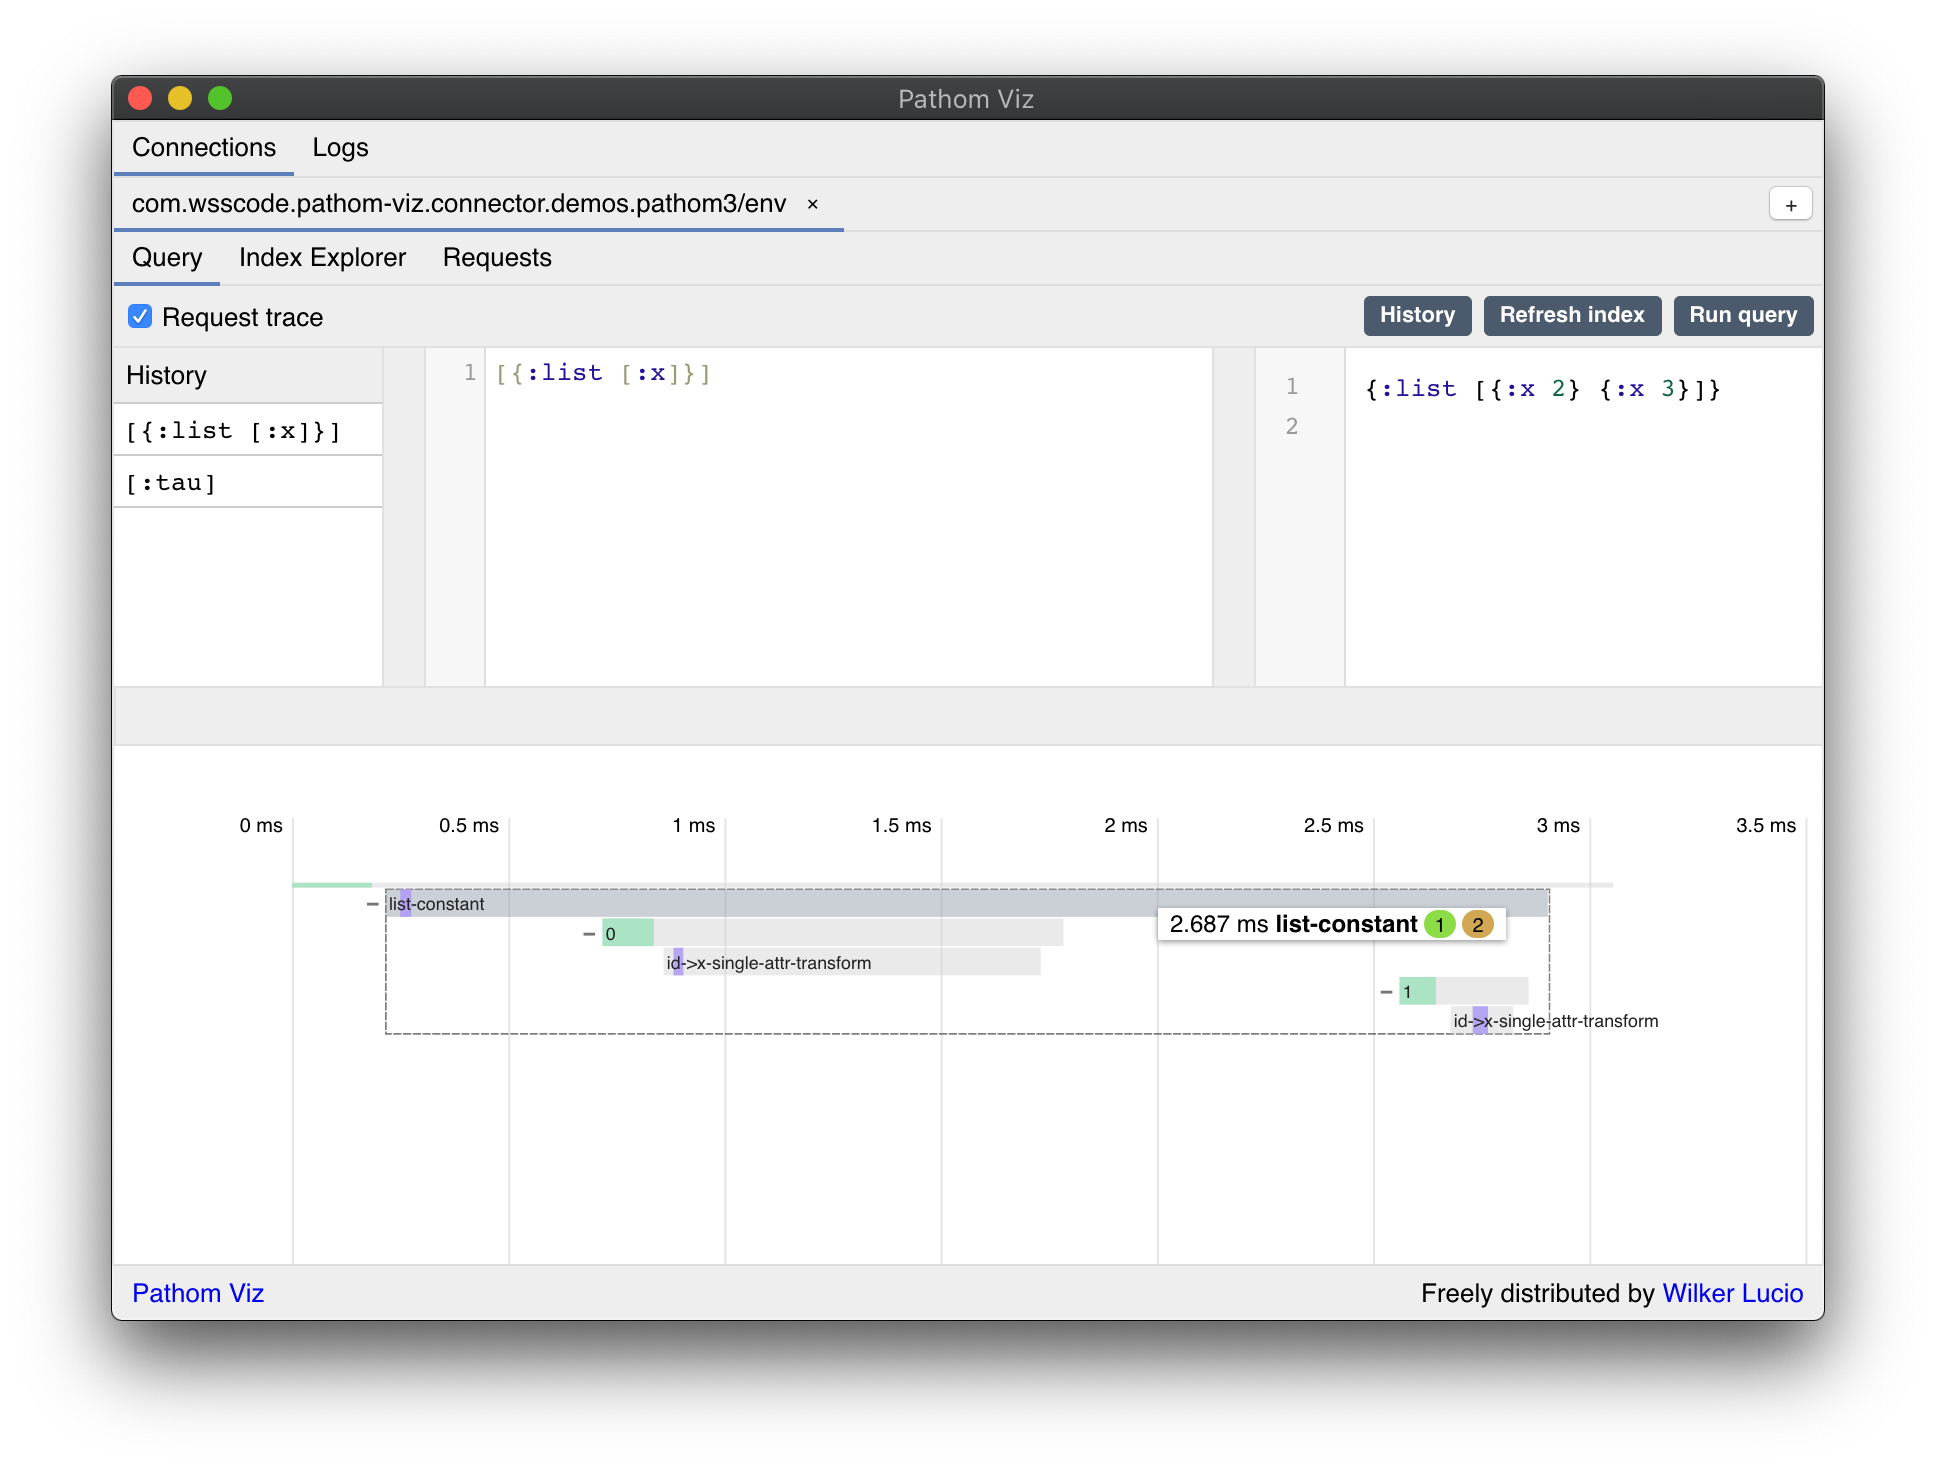 Pathom Viz
Connections Logs
com.wsscode.pathom-viz.connector.demos.pathom3/env ×
+
Query Index Explorer Requests
Request trace
History Refresh index Run query
History
[{:list [:x]}]
[:tau]
1 [{:list [:x]}]
1 {:list [{:x 2} {:x 3}]}
2
0 ms 0.5 ms 1 ms 1.5 ms 2 ms 2.5 ms 3 ms 3.5 ms
list-constant
2.687 ms list-constant 1 2
0
id->x-single-attr-transform
1
id->x-single-attr-transform
Pathom Viz Freely distributed by Wilker Lucio